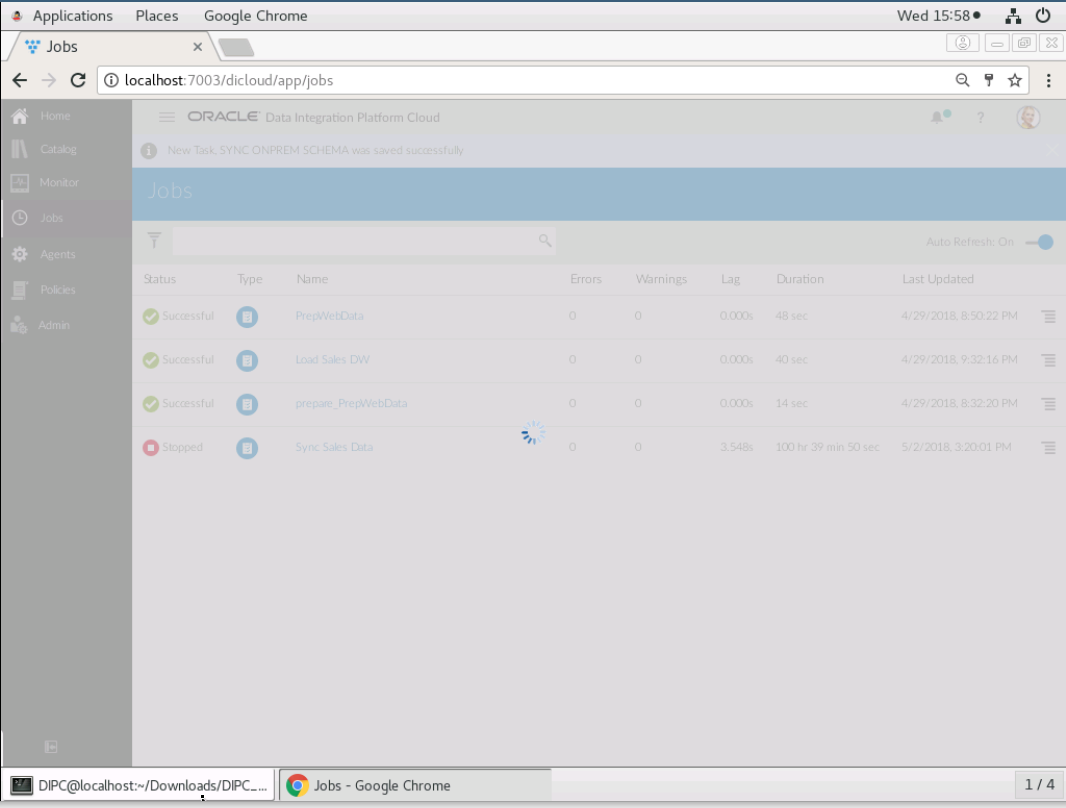 Applications Places Google Chrome Wed 15:58
Jobs
localhost:7003/dicloud/app/jobs
Home
ORACLE Data Integration Platform Cloud ?
Catalog
New Task, SYNC ONPREM SCHEMA was saved successfully
Monitor
Jobs
Jobs
Agents
Auto Refresh: On
Policies
Admin
Status Type Name Errors Warnings Lag Duration Last Updated
Successful PrepWebData 0 0 0.000s 48 sec 4/29/2018, 8:50:22 PM
Successful Load Sales DW 0 0 0.000s 40 sec 4/29/2018, 9:32:16 PM
Successful prepare_PrepWebData 0 0 0.000s 14 sec 4/29/2018, 8:32:20 PM
Stopped Sync Sales Data 0 0 3.548s 100 hr 39 min 50 sec 5/2/2018, 3:20:01 PM
DIPC@localhost:~/Downloads/DIPC_... Jobs - Google Chrome 1 / 4